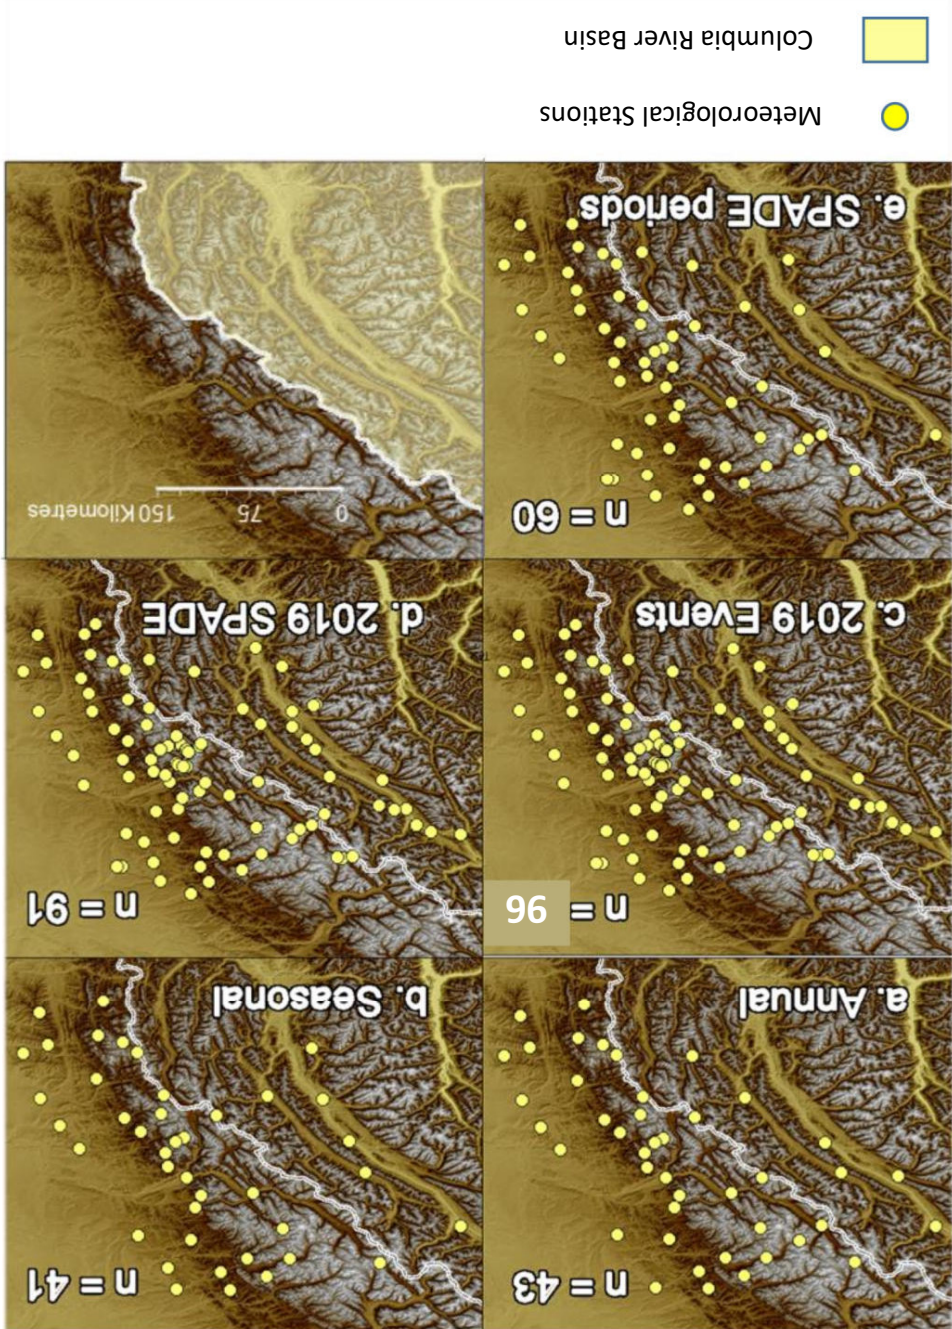 n = 43
a. Annual
n = 41
b. Seasonal
n = 96
c. 2019 Events
n = 91
d. 2019 SPADE
n = 60
e. SPADE periods
0 75 150 Kilometres
Meteorological Stations
Columbia River Basin